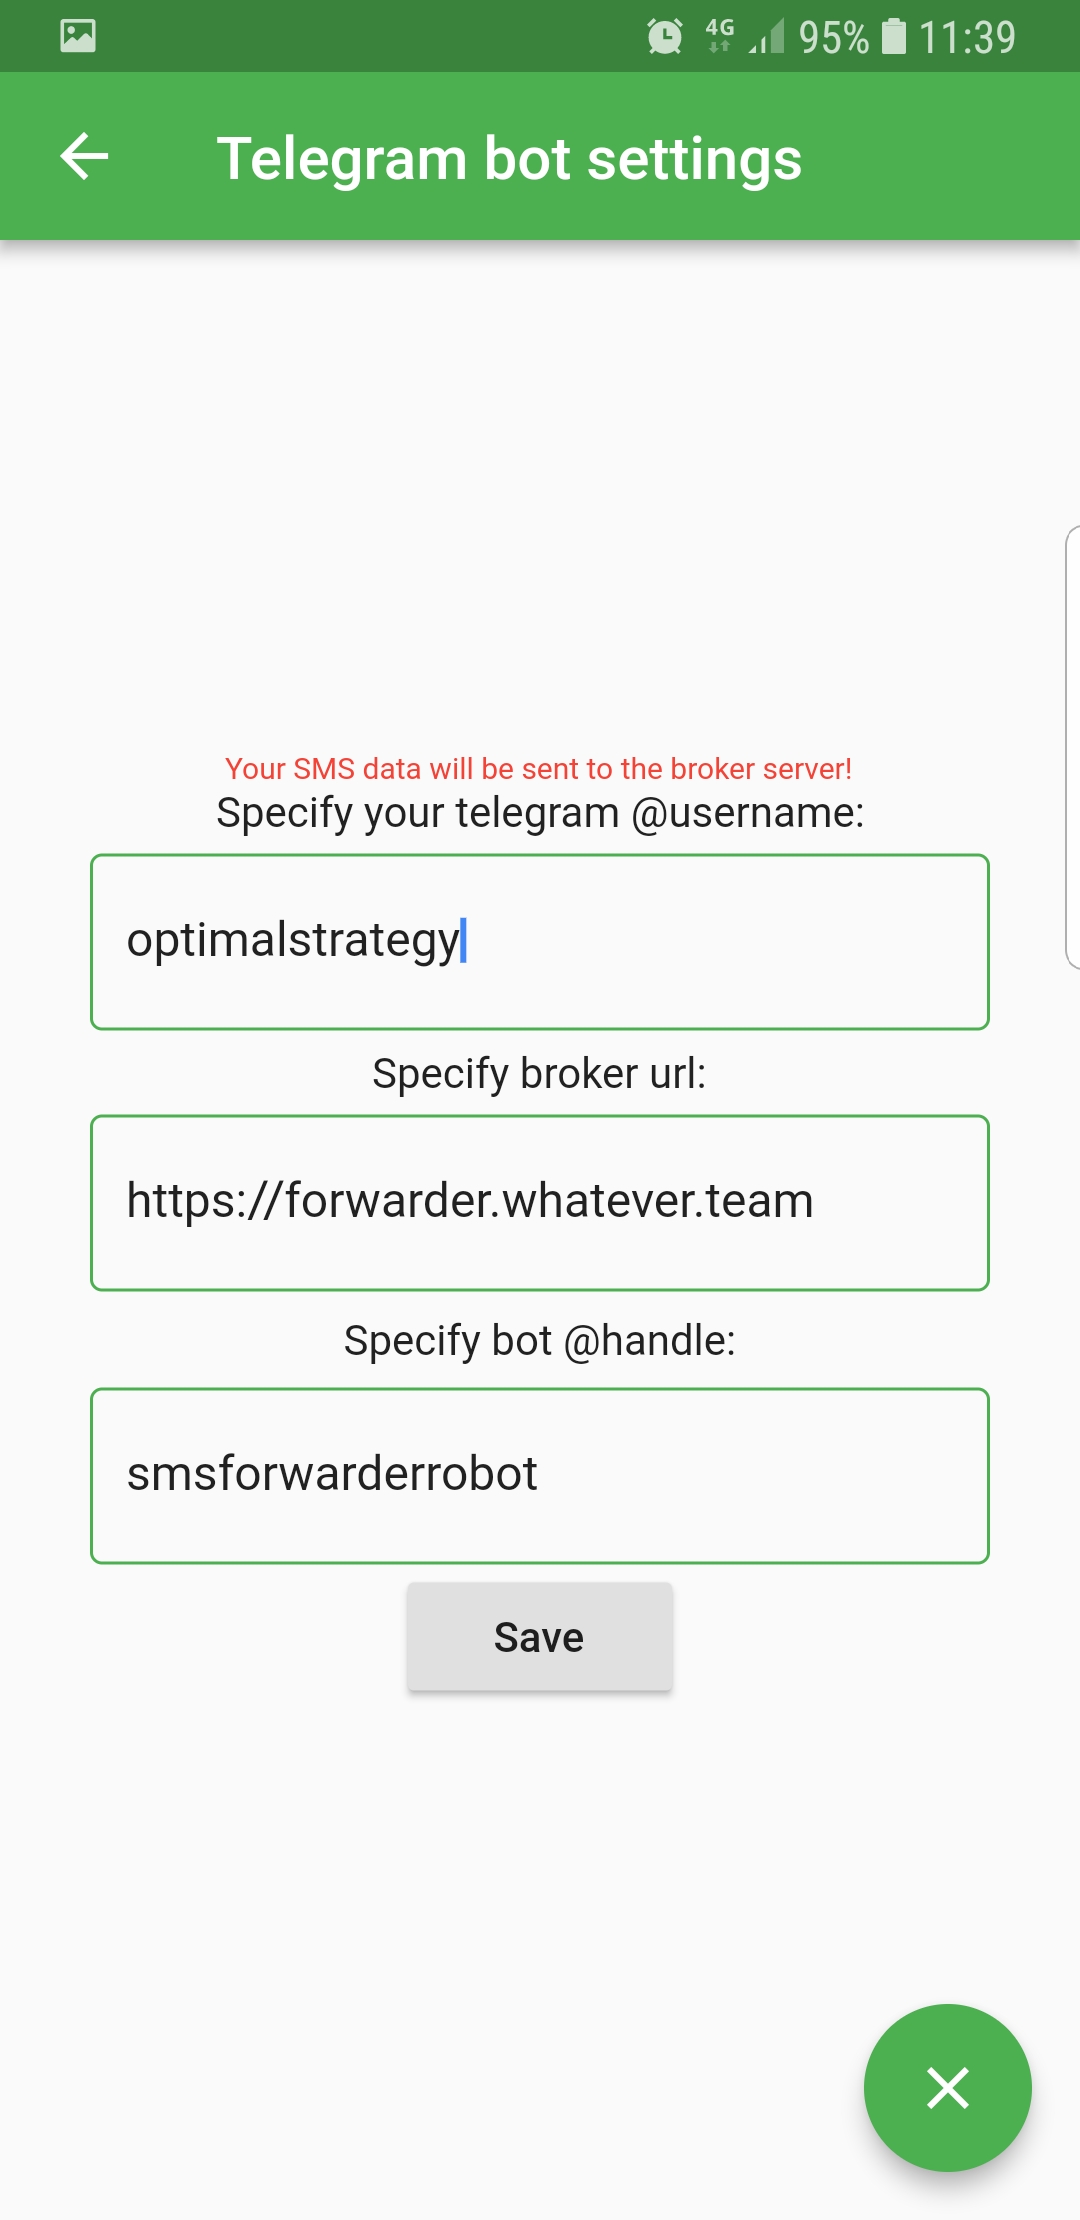 4G 95% 11:39
Telegram bot settings
Your SMS data will be sent to the broker server!
Specify your telegram @username:
optimalstrategy
Specify broker url:
https://forwarder.whatever.team
Specify bot @handle:
smsforwarderrobot
Save